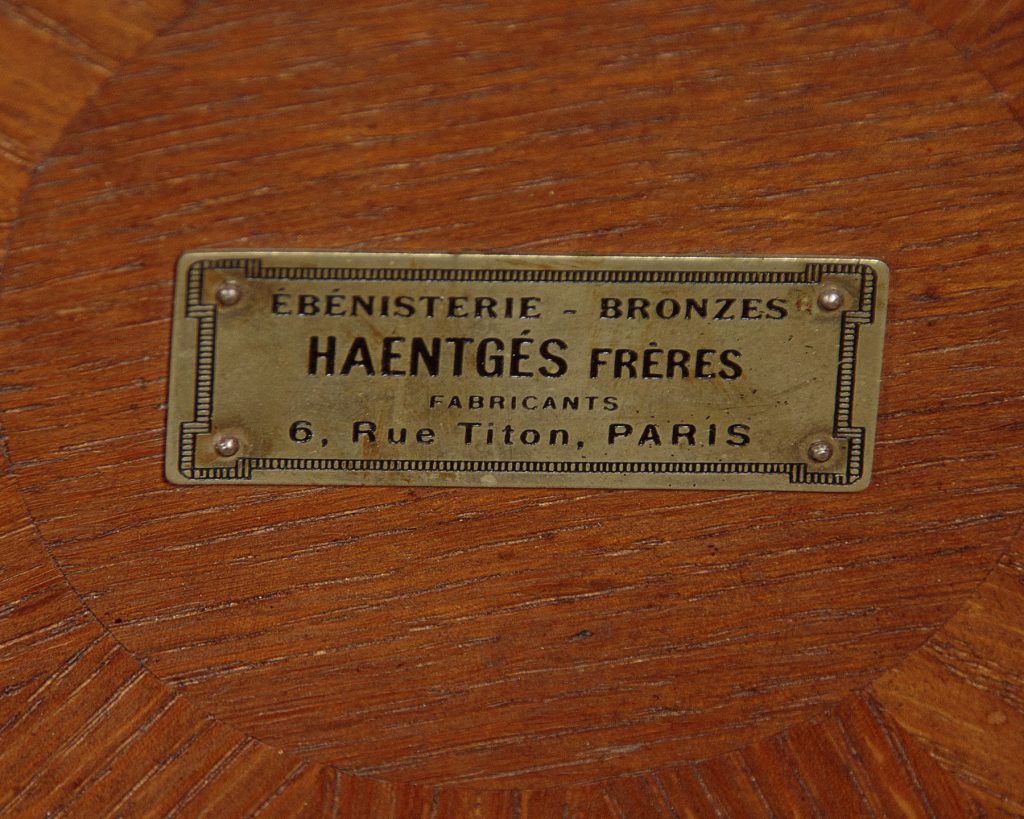 ÉBÉNISTERIE - BRONZES
HAENTGÉS FRÈRES
FABRICANTS
6, Rue Titon, PARIS